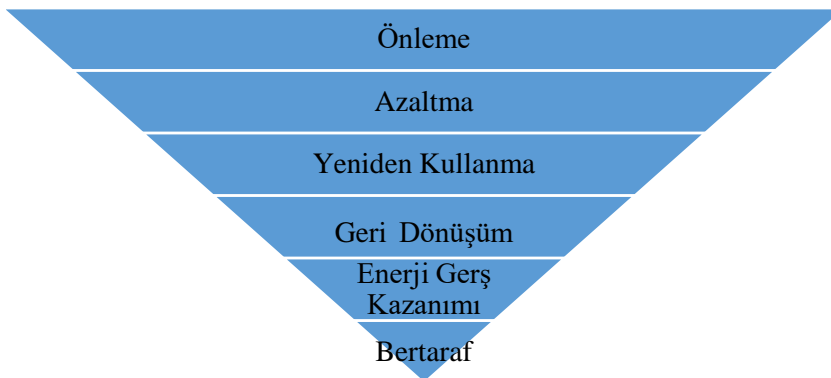 Önleme
Azaltma
Yeniden Kullanma
Geri Dönüşüm
Enerji Gerş
Kazanımı
Bertaraf